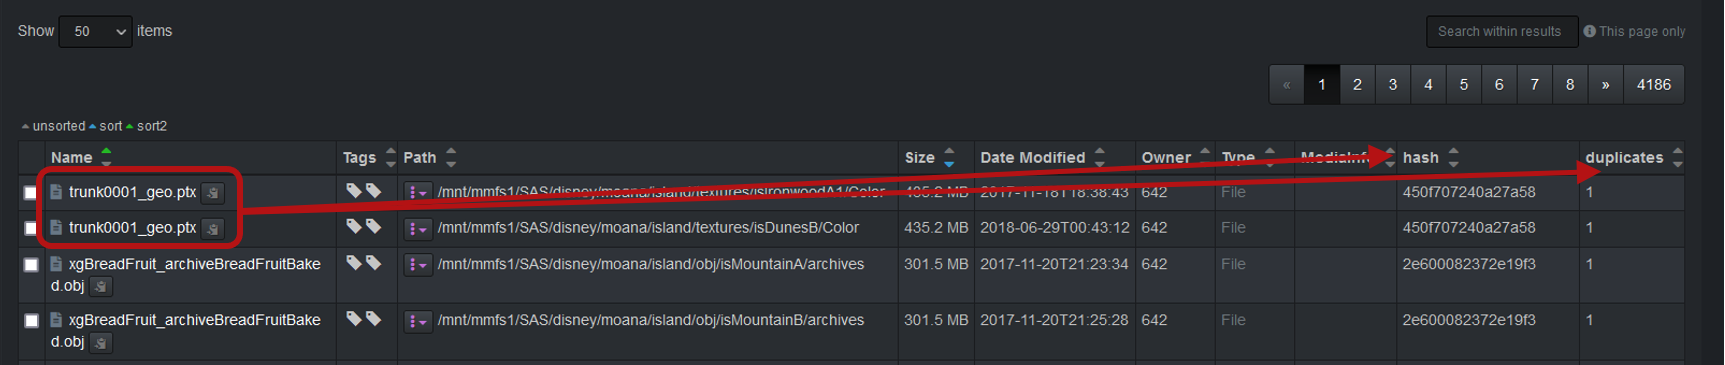 Show 50 items Search within results This page only
« 1 2 3 4 5 6 7 8 » 4186
unsorted sort sort2
Name Tags Path Size Date Modified Owner Type MediaInfo hash duplicates
trunk0001_geo.ptx /mnt/mmfs1/SAS/disney/moana/island/textures/isIronwoodA1/Color 435.2 MB 2017-11-18T18:38:43 642 File 450f707240a27a58 1
trunk0001_geo.ptx /mnt/mmfs1/SAS/disney/moana/island/textures/isDunesB/Color 435.2 MB 2018-06-29T00:43:12 642 File 450f707240a27a58 1
xgBreadFruit_archiveBreadFruitBake /mnt/mmfs1/SAS/disney/moana/island/obj/isMountainA/archives 301.5 MB 2017-11-20T21:23:34 642 File 2e600082372e19f3 1
d.obj
xgBreadFruit_archiveBreadFruitBake /mnt/mmfs1/SAS/disney/moana/island/obj/isMountainB/archives 301.5 MB 2017-11-20T21:25:28 642 File 2e600082372e19f3 1
d.obj